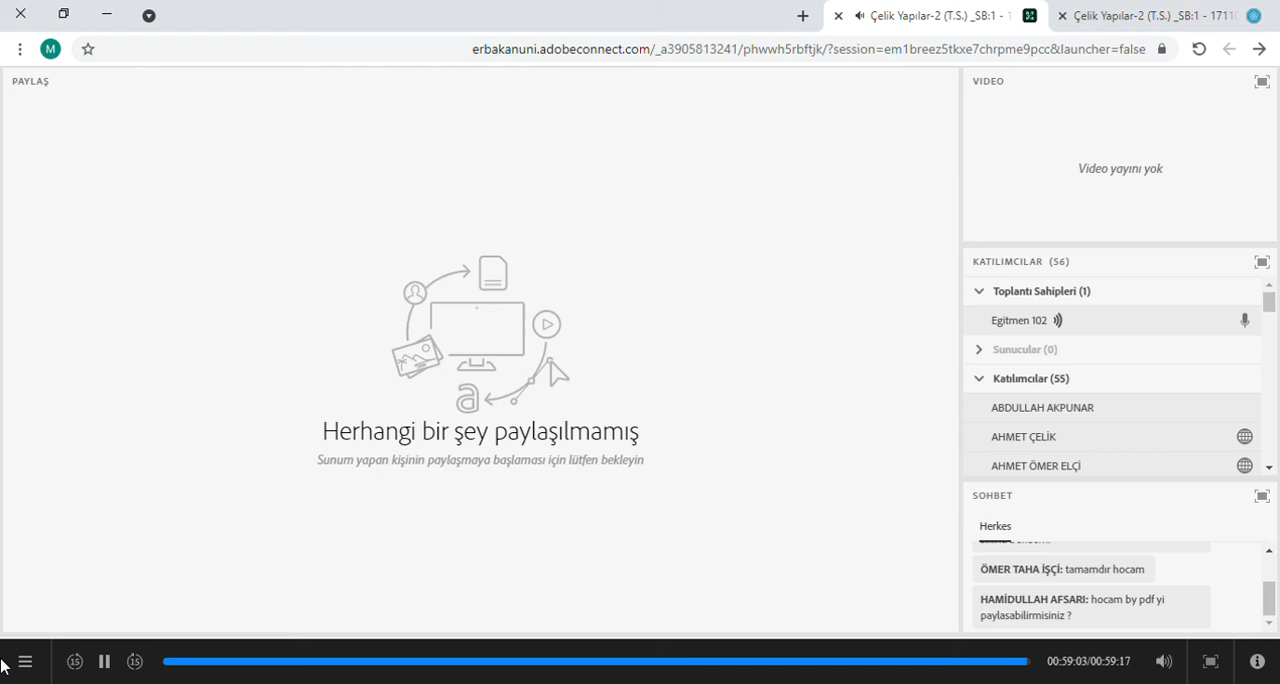 Çelik Yapılar-2 (T.S.) _SB:1 - 1
Çelik Yapılar-2 (T.S.) _SB:1 - 1711
M
erbakanuni.adobeconnect.com/_a3905813241/phwwh5rbftjk/?session=em1breez5tkxe7chrpme9pcc&launcher=false
PAYLAŞ
Herhangi bir şey paylaşılmamış
Sunum yapan kişinin paylaşmaya başlaması için lütfen bekleyin
VIDEO
Video yayını yok
KATILIMCILAR (56)
Toplantı Sahipleri (1)
Egitmen 102
Sunucular (0)
Katılımcılar (55)
ABDULLAH AKPUNAR
AHMET ÇELİK
AHMET ÖMER ELÇİ
SOHBET
Herkes
ÖMER TAHA İŞÇİ: tamamdır hocam
HAMİDULLAH AFSARI: hocam by pdf yi
paylasabilirmisiniz ?
15
15
00:59:03/00:59:17